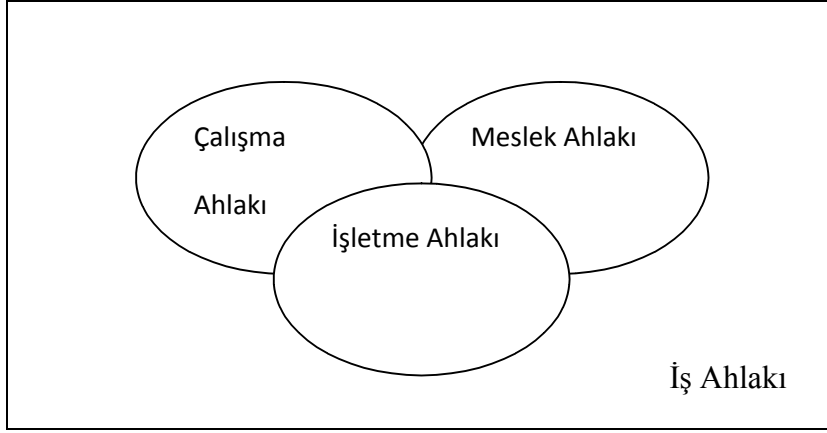 Çalışma
Ahlakı
Meslek Ahlakı
İşletme Ahlakı
İş Ahlakı